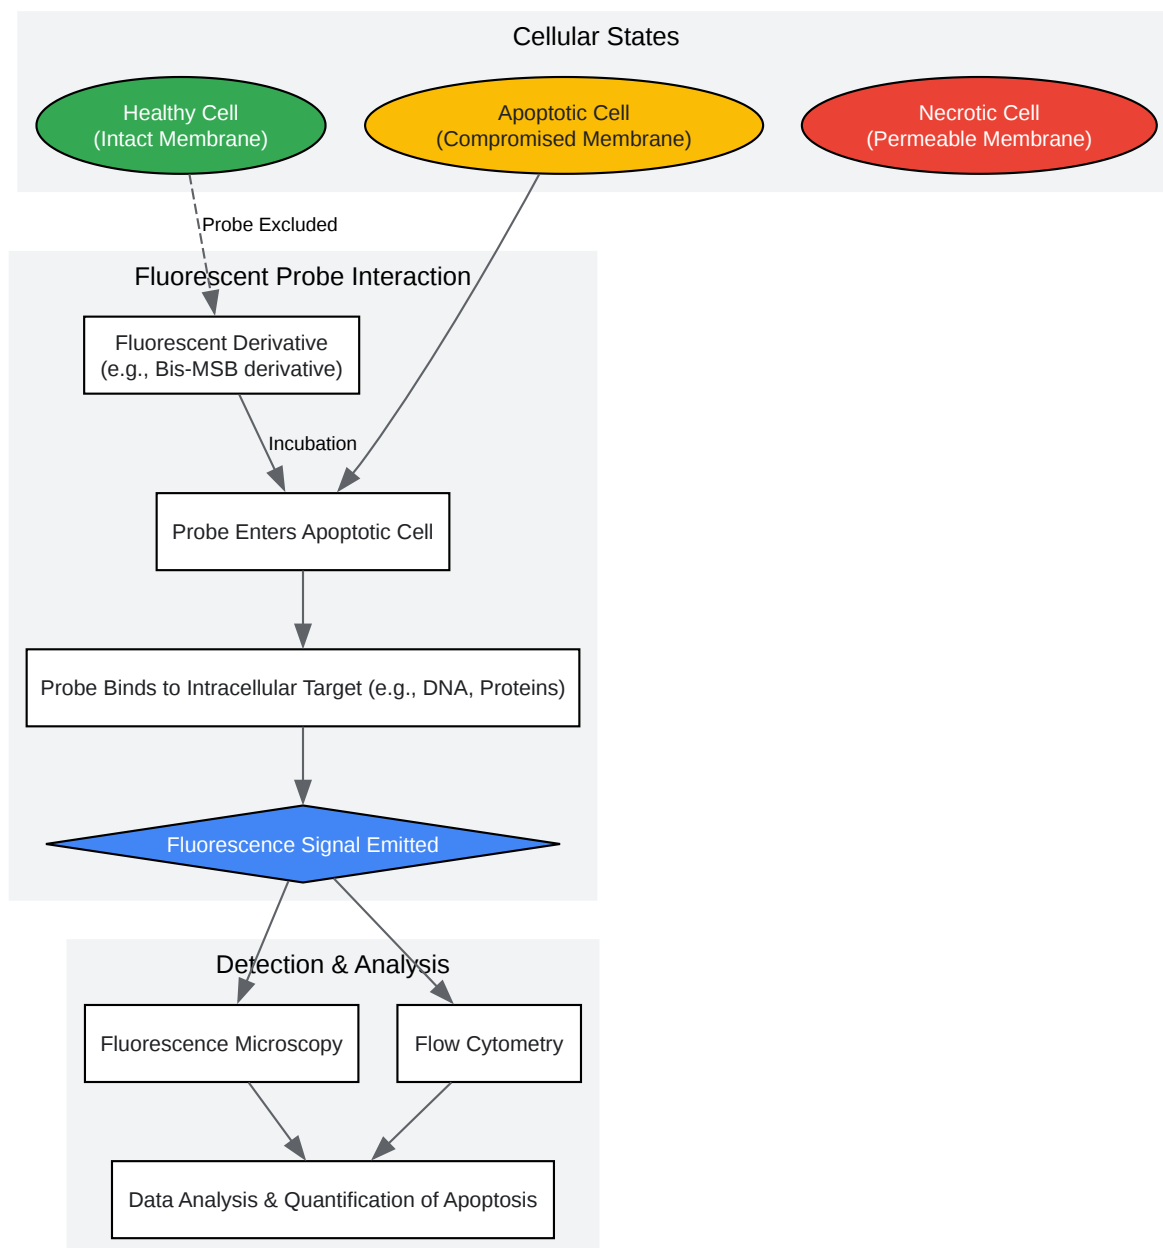 Cellular States
Healthy Cell
(Intact Membrane)
Apoptotic Cell
(Compromised Membrane)
Necrotic Cell
(Permeable Membrane)
Probe Excluded
Fluorescent Probe Interaction
Fluorescent Derivative
(e.g., Bis-MSB derivative)
Incubation
Probe Enters Apoptotic Cell
Probe Binds to Intracellular Target (e.g., DNA, Proteins)
Fluorescence Signal Emitted
Detection & Analysis
Fluorescence Microscopy
Flow Cytometry
Data Analysis & Quantification of Apoptosis